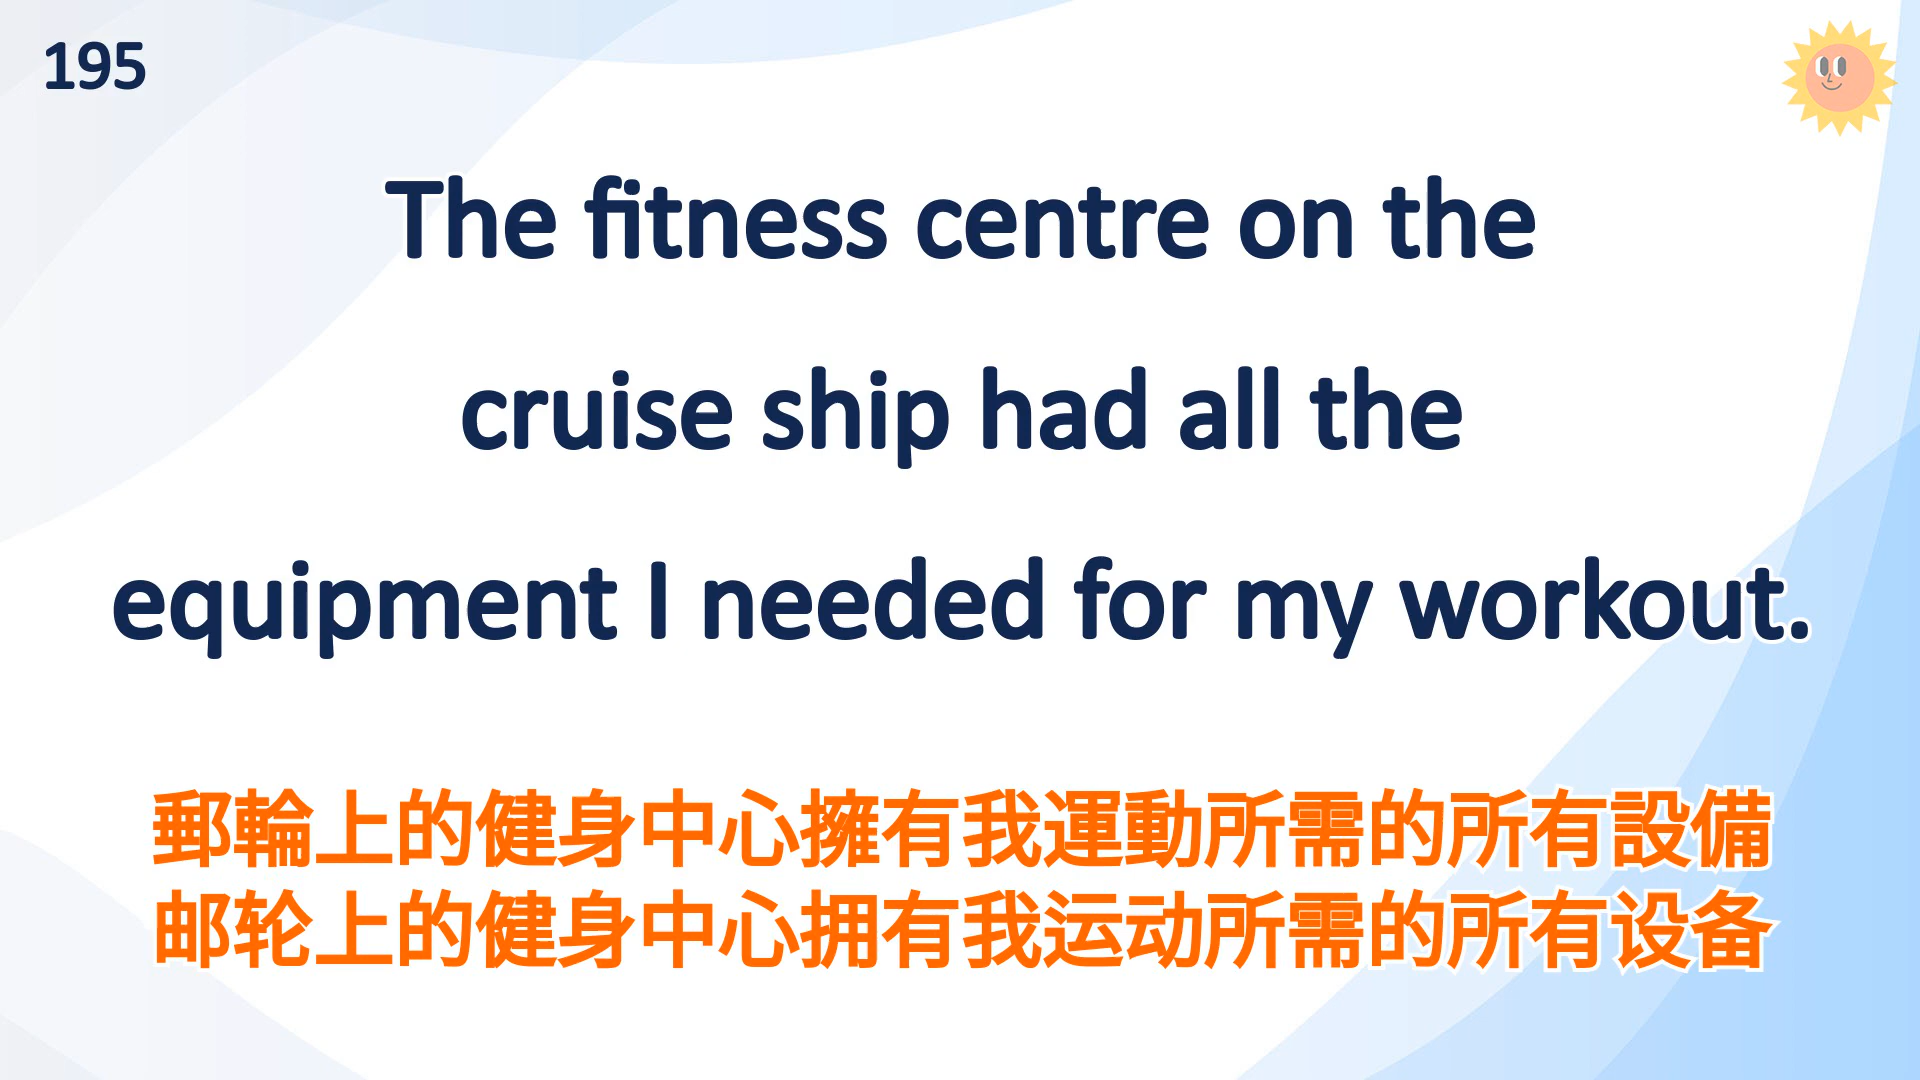 195
The fitness centre on the
cruise ship had all the
equipment I needed for my workout.
郵輪上的健身中心擁有我運動所需的所有設備
邮轮上的健身中心拥有我运动所需的所有设备